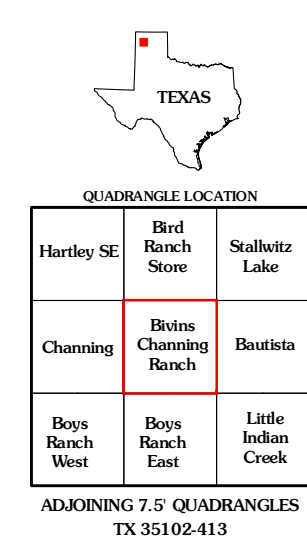 TEXAS
QUADRANGLE LOCATION
Hartley SE
Bird
Ranch
Store
Stallwitz
Lake
Channing
Bivins
Channing
Ranch
Bautista
Boys
Ranch
West
Boys
Ranch
East
Little
Indian
Creek
ADJOINING 7.5' QUADRANGLES
TX 35102-413